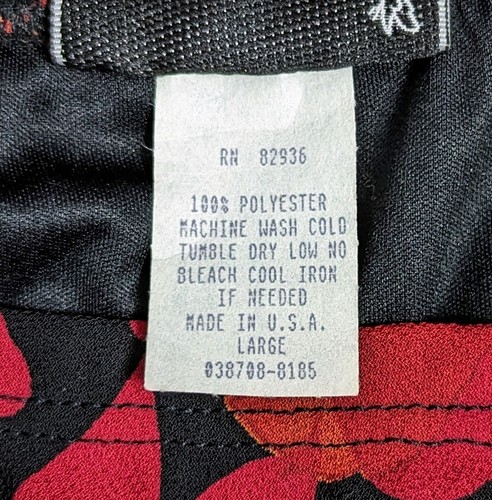 RN 82936
100% POLYESTER
MACHINE WASH COLD
TUMBLE DRY LOW NO
BLEACH COOL IRON
IF NEEDED
MADE IN U.S.A.
LARGE
038708-8185